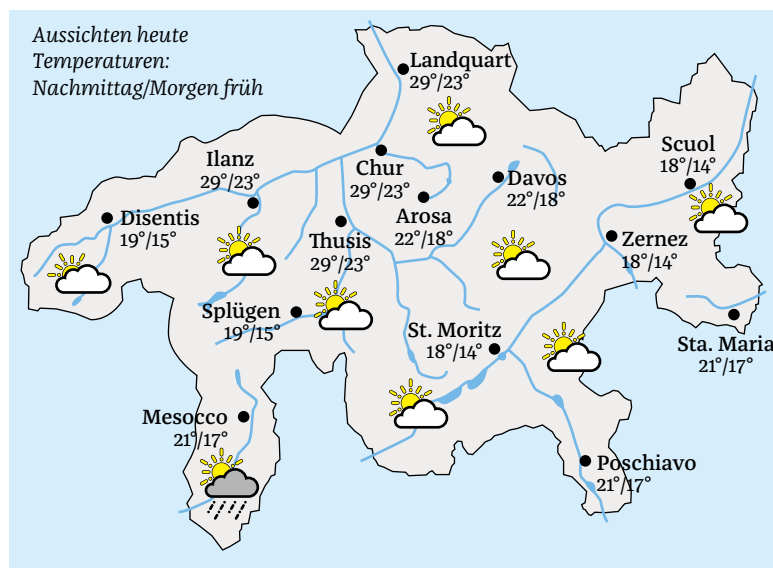 Aussichten heute
Temperaturen:
Nachmittag/Morgen früh
Landquart
29°/23°
Ilanz
29°/23°
Chur
29°/23°
Scuol
18°/14°
Davos
22°/18°
Arosa
22°/18°
Disentis
19°/15°
Thusis
29°/23°
Zernez
18°/14°
Splügen
19°/15°
St. Moritz
18°/14°
Sta. Maria
21°/17°
Mesocco
21°/17°
Poschiavo
21°/17°